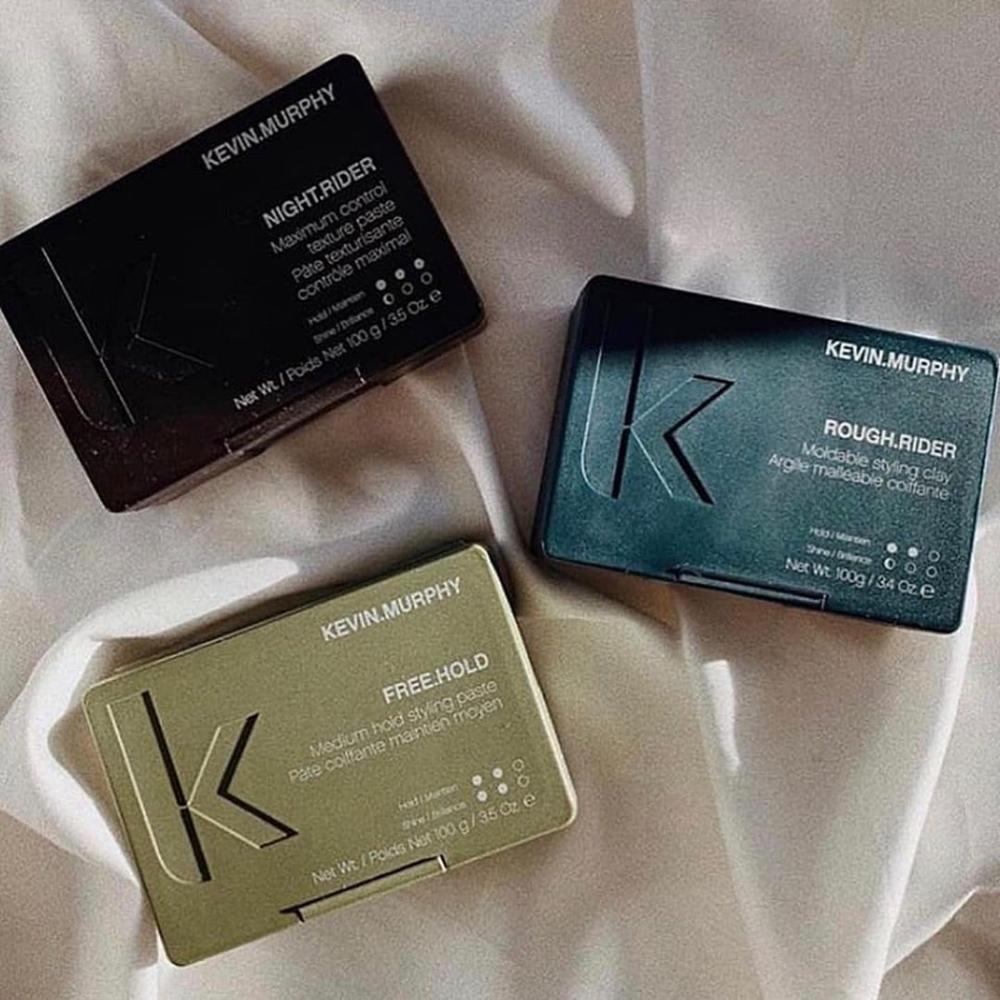 KEVIN.MURPHY
NIGHT.RIDER
Maximum control
texture paste
Pâte texturisante
contrôle maximal
Hold / Maintien
Shine / Brillance
Net Wt. / Poids Net 100 g / 3.5 Oz. ℮
K
KEVIN.MURPHY
ROUGH.RIDER
Moldable styling clay
Argile malléable coiffante
Hold / Maintien
Shine / Brillance
Net Wt. 100g / 3.4 Oz. ℮
K
KEVIN.MURPHY
FREE.HOLD
Medium hold styling paste
Pâte coiffante maintien moyen
Hold / Maintien
Shine / Brillance
Net Wt. / Poids Net 100 g / 3.5 Oz. ℮
K